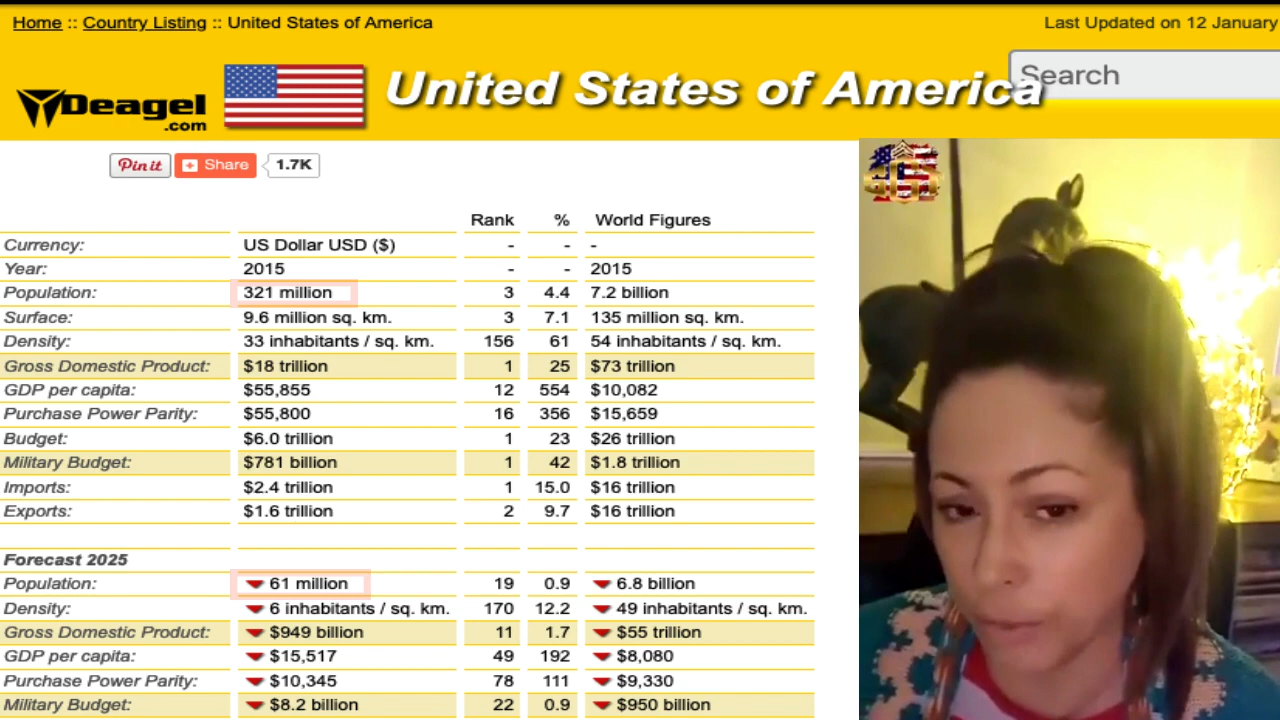 Home :: Country Listing :: United States of America
Last Updated on 12 January
Deagel
.com
United States of America
Search
Pin it
Share
1.7K
Rank % World Figures
Currency: US Dollar USD ($) - - -
Year: 2015 - - 2015
Population: 321 million 3 4.4 7.2 billion
Surface: 9.6 million sq. km. 3 7.1 135 million sq. km.
Density: 33 inhabitants / sq. km. 156 61 54 inhabitants / sq. km.
Gross Domestic Product: $18 trillion 1 25 $73 trillion
GDP per capita: $55,855 12 554 $10,082
Purchase Power Parity: $55,800 16 356 $15,659
Budget: $6.0 trillion 1 23 $26 trillion
Military Budget: $781 billion 1 42 $1.8 trillion
Imports: $2.4 trillion 1 15.0 $16 trillion
Exports: $1.6 trillion 2 9.7 $16 trillion
Forecast 2025
Population: 61 million 19 0.9 6.8 billion
Density: 6 inhabitants / sq. km. 170 12.2 49 inhabitants / sq. km.
Gross Domestic Product: $949 billion 11 1.7 $55 trillion
GDP per capita: $15,517 49 192 $8,080
Purchase Power Parity: $10,345 78 111 $9,330
Military Budget: $8.2 billion 22 0.9 $950 billion